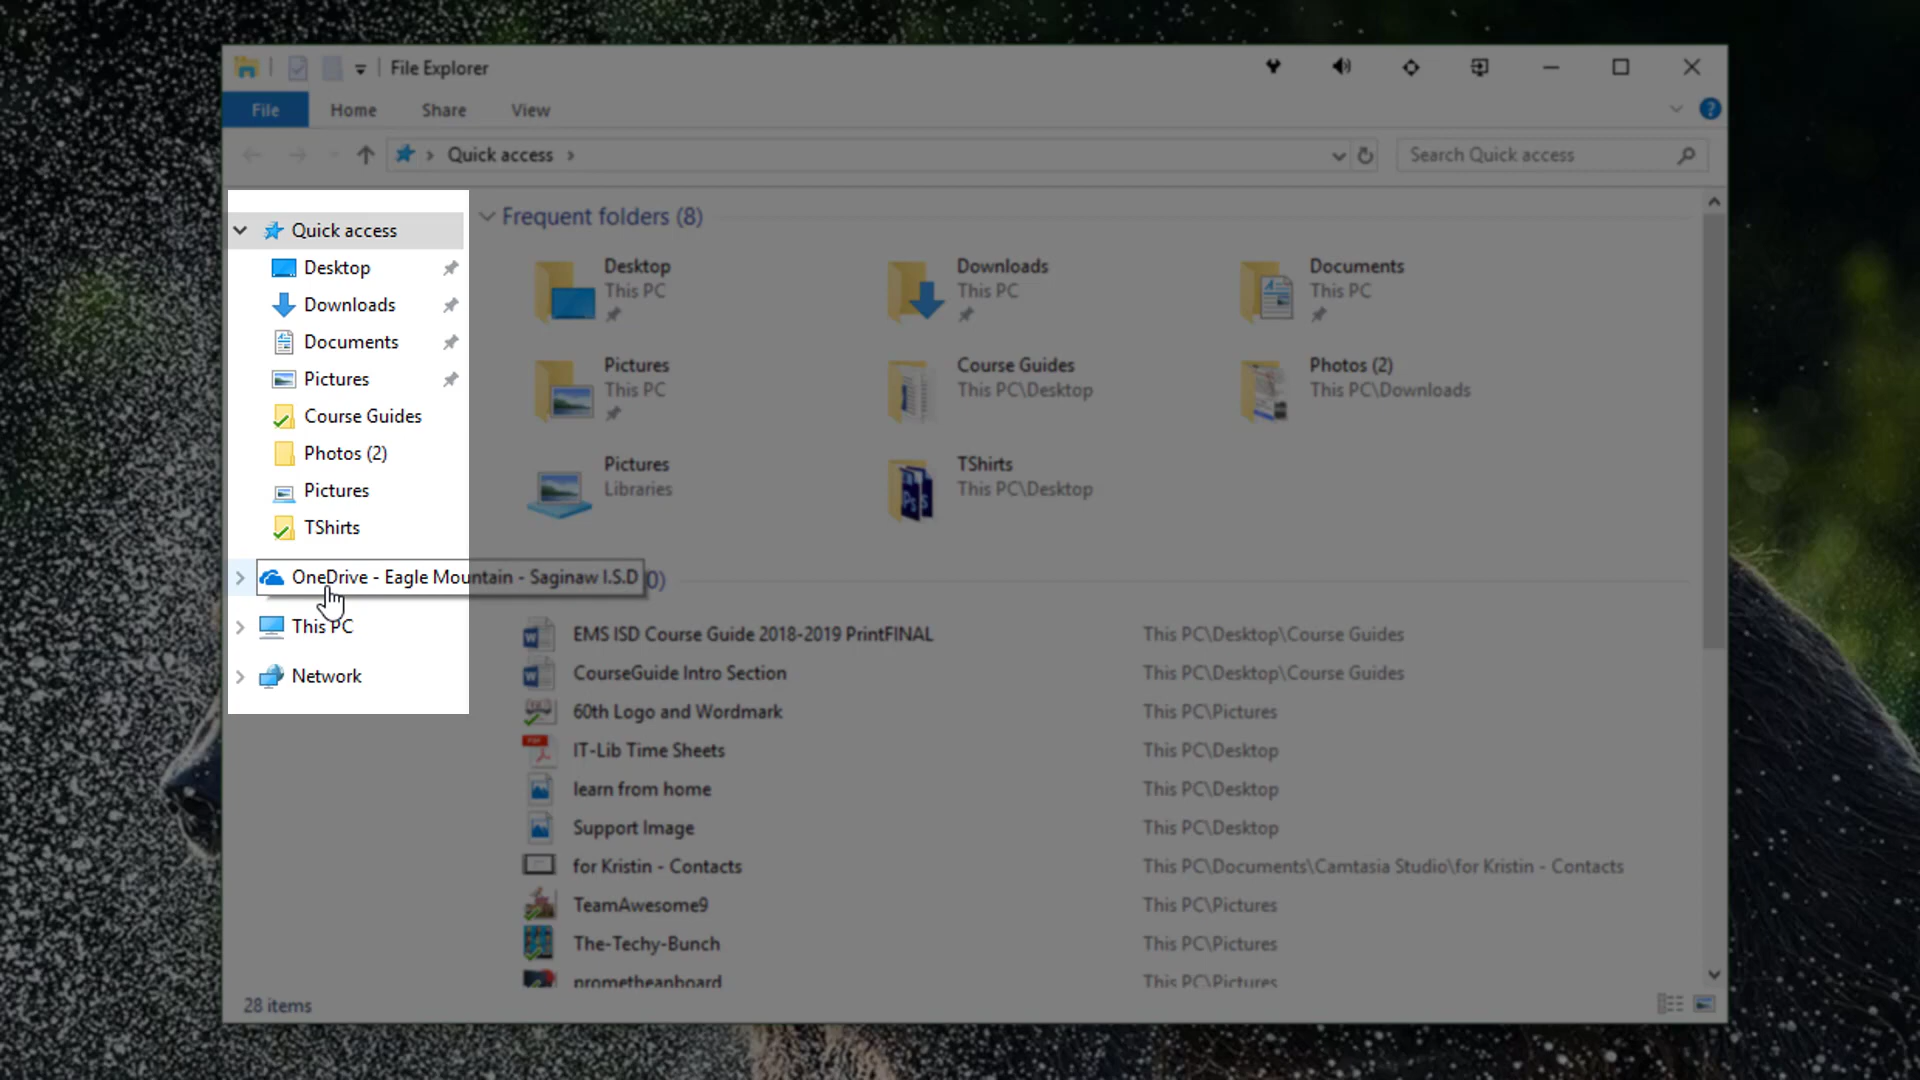 File Explorer
File
Home
Share
View
Quick access
Search Quick access
Quick access
Desktop
Downloads
Documents
Pictures
Course Guides
Photos (2)
Pictures
TShirts
OneDrive - Eagle Mountain - Saginaw I.S.D
This PC
Network
Frequent folders (8)
Desktop
This PC
Downloads
This PC
Documents
This PC
Pictures
This PC
Course Guides
This PC\Desktop
Photos (2)
This PC\Downloads
Pictures
Libraries
TShirts
This PC\Desktop
0)
EMS ISD Course Guide 2018-2019 PrintFINAL
This PC\Desktop\Course Guides
CourseGuide Intro Section
This PC\Desktop\Course Guides
60th Logo and Wordmark
This PC\Pictures
IT-Lib Time Sheets
This PC\Desktop
learn from home
This PC\Desktop
Support Image
This PC\Desktop
for Kristin - Contacts
This PC\Documents\Camtasia Studio\for Kristin - Contacts
TeamAwesome9
This PC\Pictures
The-Techy-Bunch
This PC\Pictures
prometheanboard
This PC\Pictures
28 items